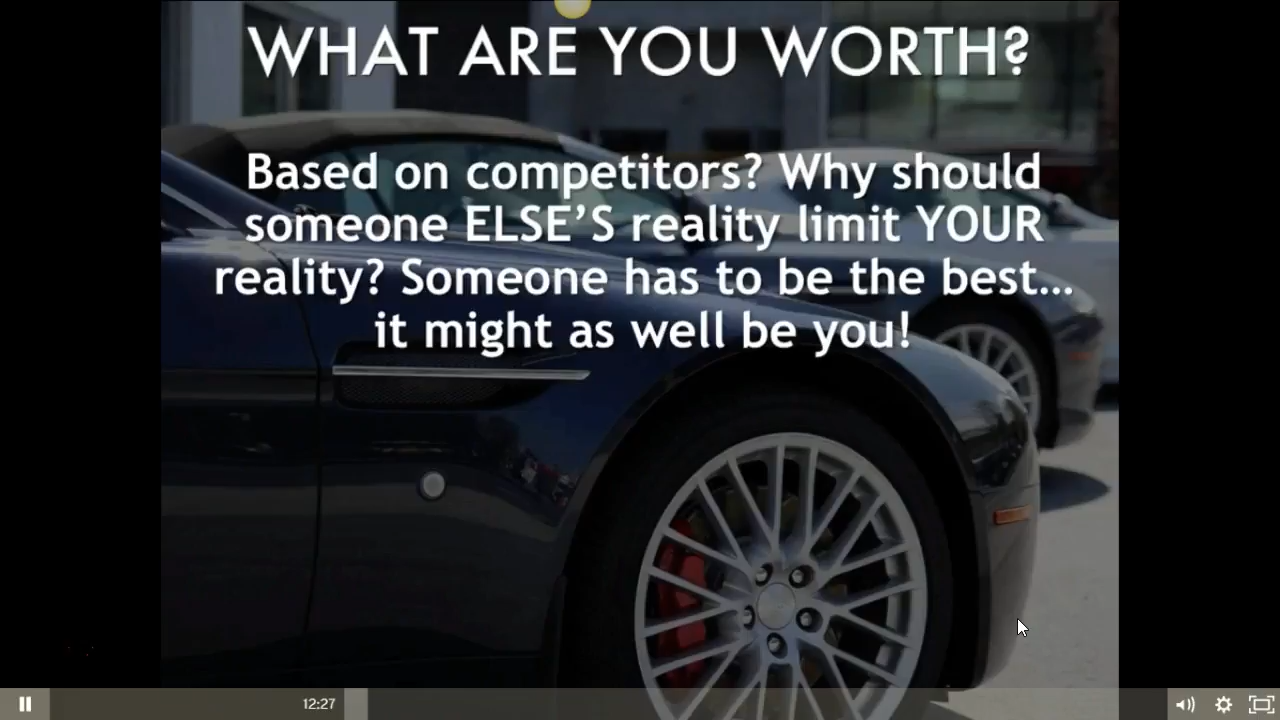 WHAT ARE YOU WORTH?
Based on competitors? Why should
someone ELSE’S reality limit YOUR
reality? Someone has to be the best...
it might as well be you!
12:27